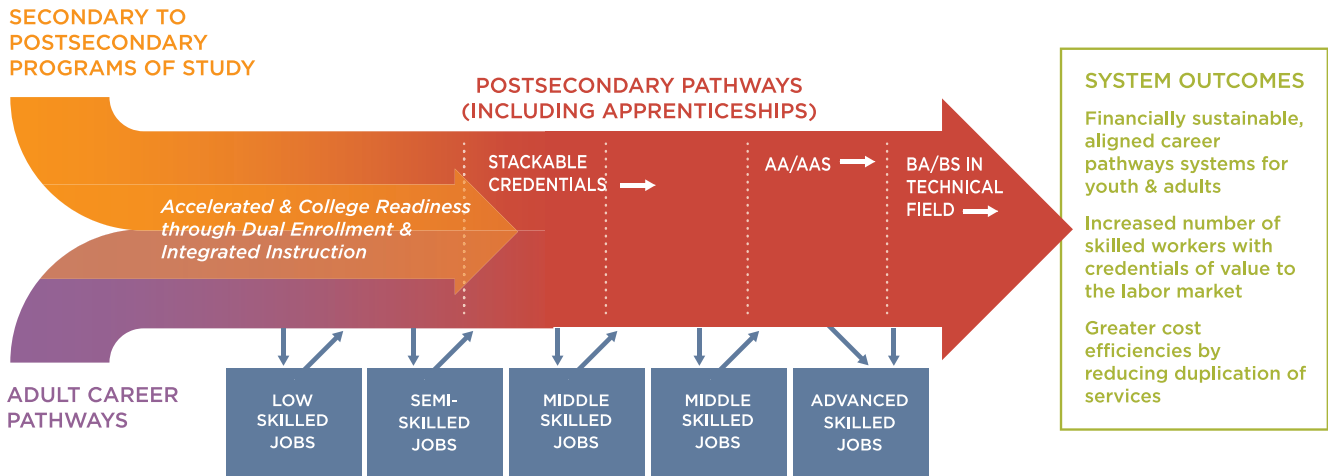 SECONDARY TO
POSTSECONDARY
PROGRAMS OF STUDY
POSTSECONDARY PATHWAYS
(INCLUDING APPRENTICESHIPS)
STACKABLE
CREDENTIALS
AA/AAS
BA/BS IN
TECHNICAL
FIELD
Accelerated & College Readiness
through Dual Enrollment &
Integrated Instruction
ADULT CAREER
PATHWAYS
LOW
SKILLED
JOBS
SEMI-
SKILLED
JOBS
MIDDLE
SKILLED
JOBS
MIDDLE
SKILLED
JOBS
ADVANCED
SKILLED
JOBS
SYSTEM OUTCOMES
Financially sustainable,
aligned career
pathways systems for
youth & adults
Increased number of
skilled workers with
credentials of value to
the labor market
Greater cost
efficiencies by
reducing duplication of
services